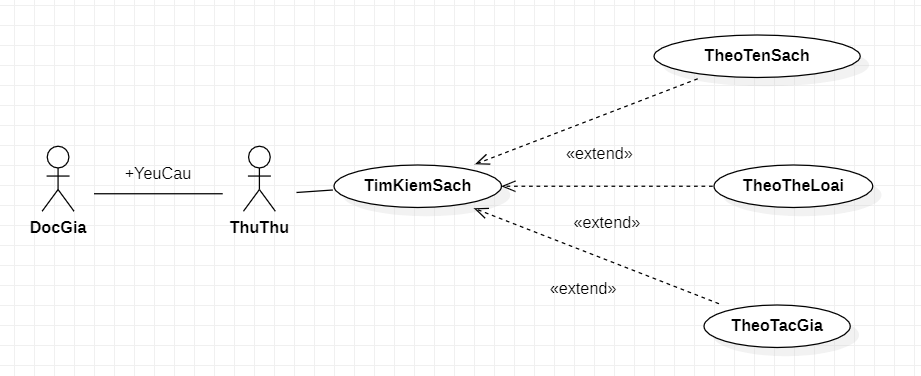 TheoTenSach
«extend»
+YeuCau
TimKiemSach
TheoTheLoai
DocGia
ThuThu
«extend»
«extend»
TheoTacGia